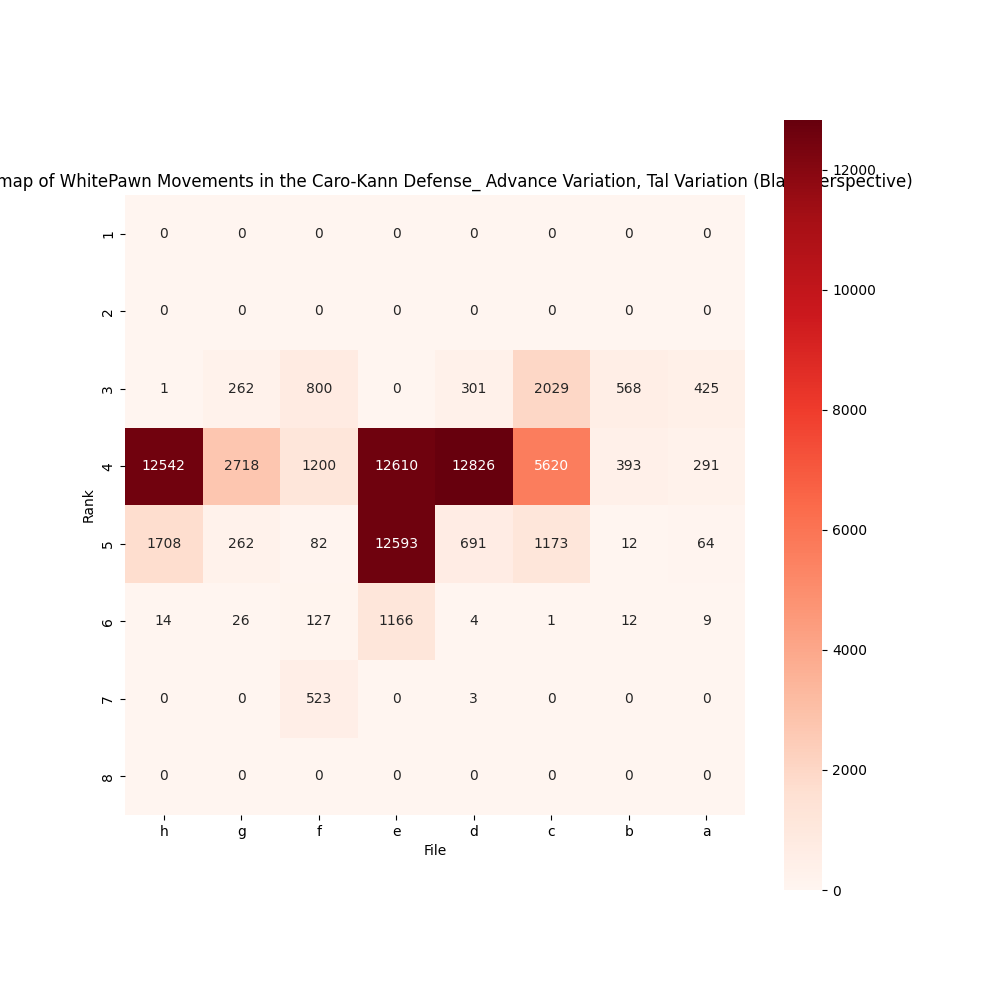 map of WhitePawn Movements in the Caro-Kann Defense_ Advance Variation, Tal Variation (Bla erspective)
12000
1 0 0 0 0 0 0 0 0
2 0 0 0 0 0 0 0 0
10000
3 1 262 800 0 301 2029 568 425
8000
4 12542 2718 1200 12610 12826 5620 393 291
Rank
6000
5 1708 262 82 12593 691 1173 12 64
6 14 26 127 1166 4 1 12 9
4000
7 0 0 523 0 3 0 0 0
2000
8 0 0 0 0 0 0 0 0
h g f e d c b a
File
0